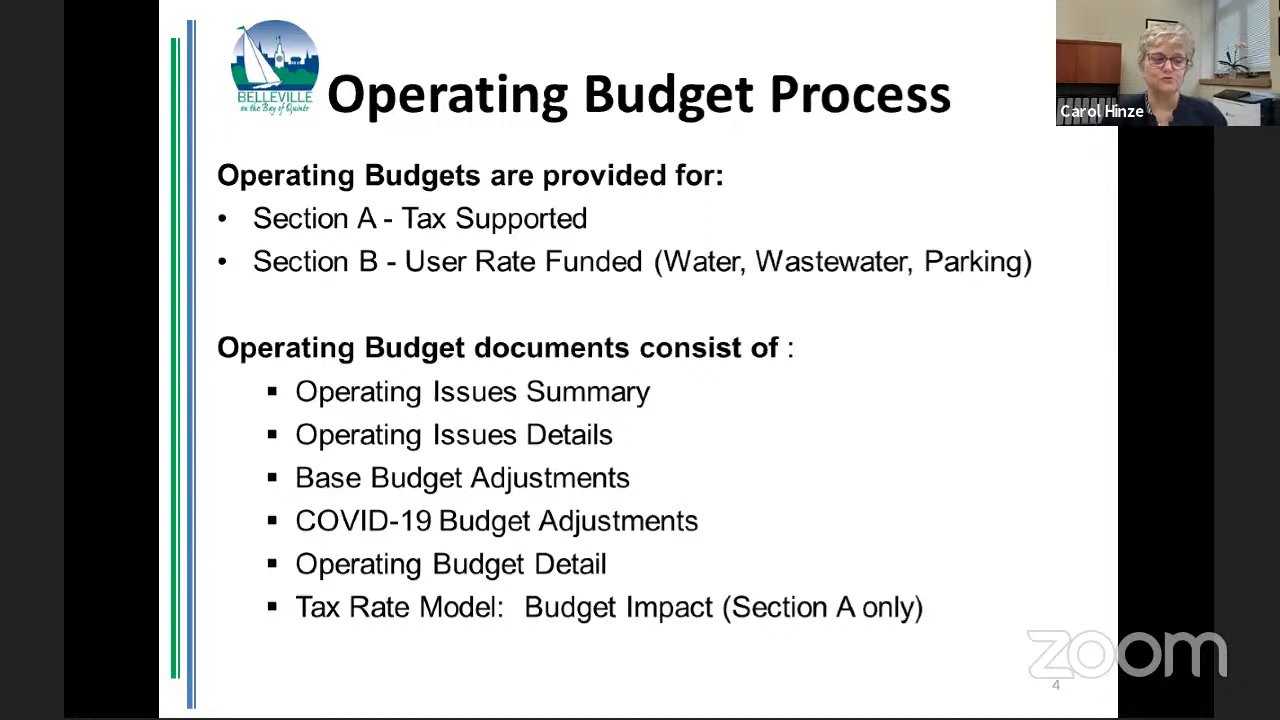 BELLEVILLE
on the Bay of Quinte
Operating Budget Process
Carol Hinze
Operating Budgets are provided for:
• Section A - Tax Supported
• Section B - User Rate Funded (Water, Wastewater, Parking)
Operating Budget documents consist of :
▪ Operating Issues Summary
▪ Operating Issues Details
▪ Base Budget Adjustments
▪ COVID-19 Budget Adjustments
▪ Operating Budget Detail
▪ Tax Rate Model: Budget Impact (Section A only)
zoom
4